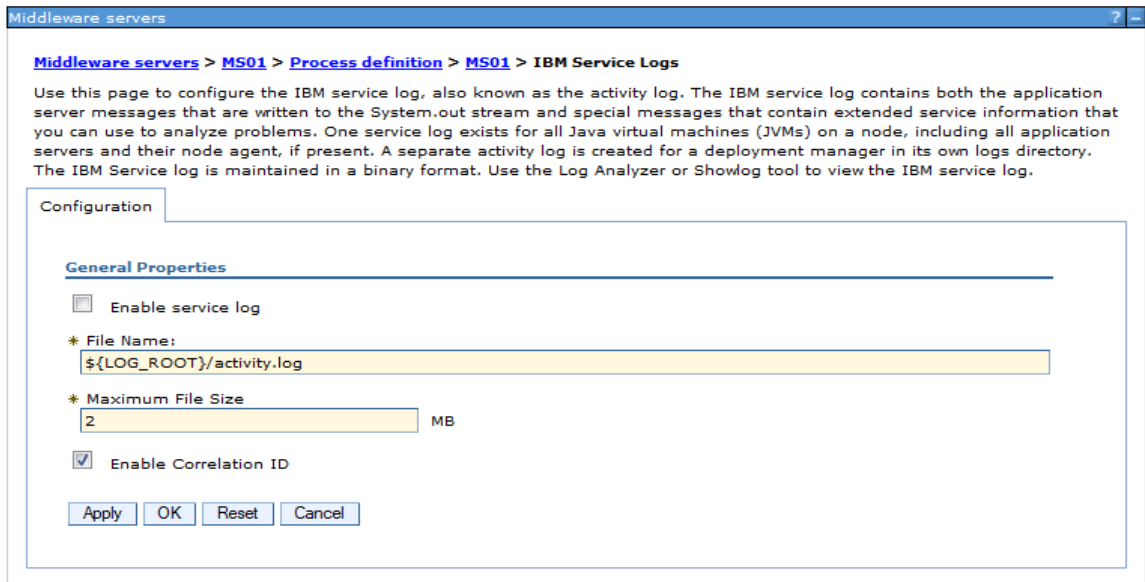 Middleware servers ? –
Middleware servers > MS01 > Process definition > MS01 > IBM Service Logs
Use this page to configure the IBM service log, also known as the activity log. The IBM service log contains both the application
server messages that are written to the System.out stream and special messages that contain extended service information that
you can use to analyze problems. One service log exists for all Java virtual machines (JVMs) on a node, including all application
servers and their node agent, if present. A separate activity log is created for a deployment manager in its own logs directory.
The IBM Service log is maintained in a binary format. Use the Log Analyzer or Showlog tool to view the IBM service log.
Configuration
General Properties
Enable service log
* File Name:
${LOG_ROOT}/activity.log
* Maximum File Size
2 MB
Enable Correlation ID
Apply OK Reset Cancel